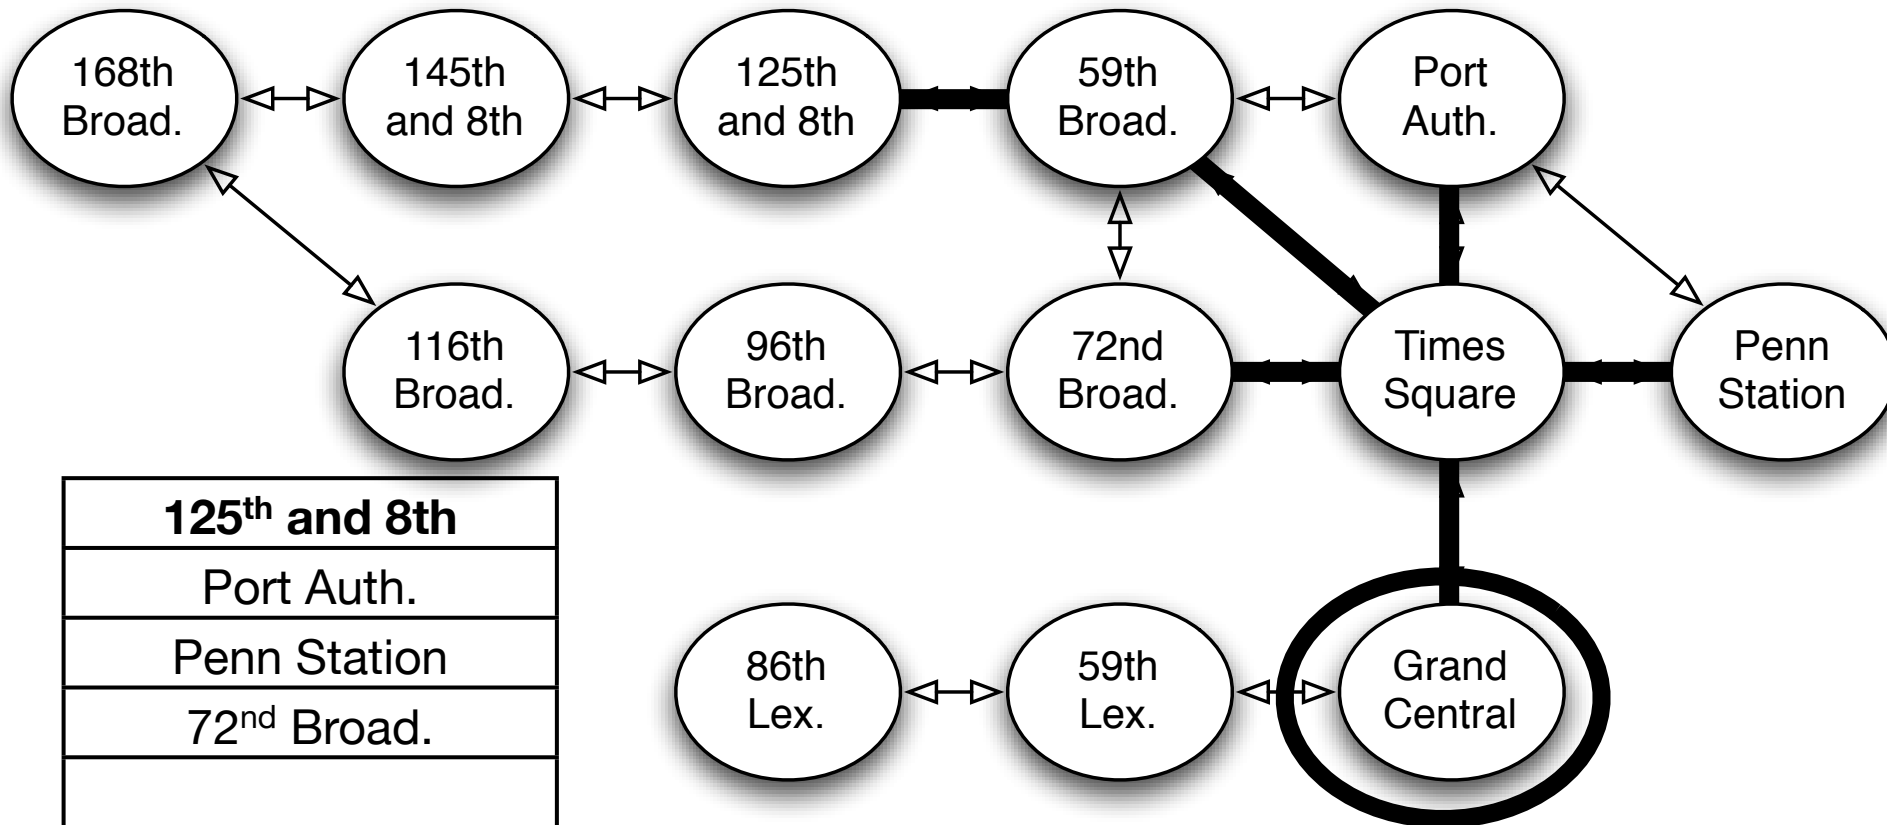 168th
Broad.
145th
and 8th
125th
and 8th
59th
Broad.
Port
Auth.
116th
Broad.
96th
Broad.
72nd
Broad.
Times
Square
Penn
Station
125th and 8th
Port Auth.
Penn Station
72nd Broad.
86th
Lex.
59th
Lex.
Grand
Central